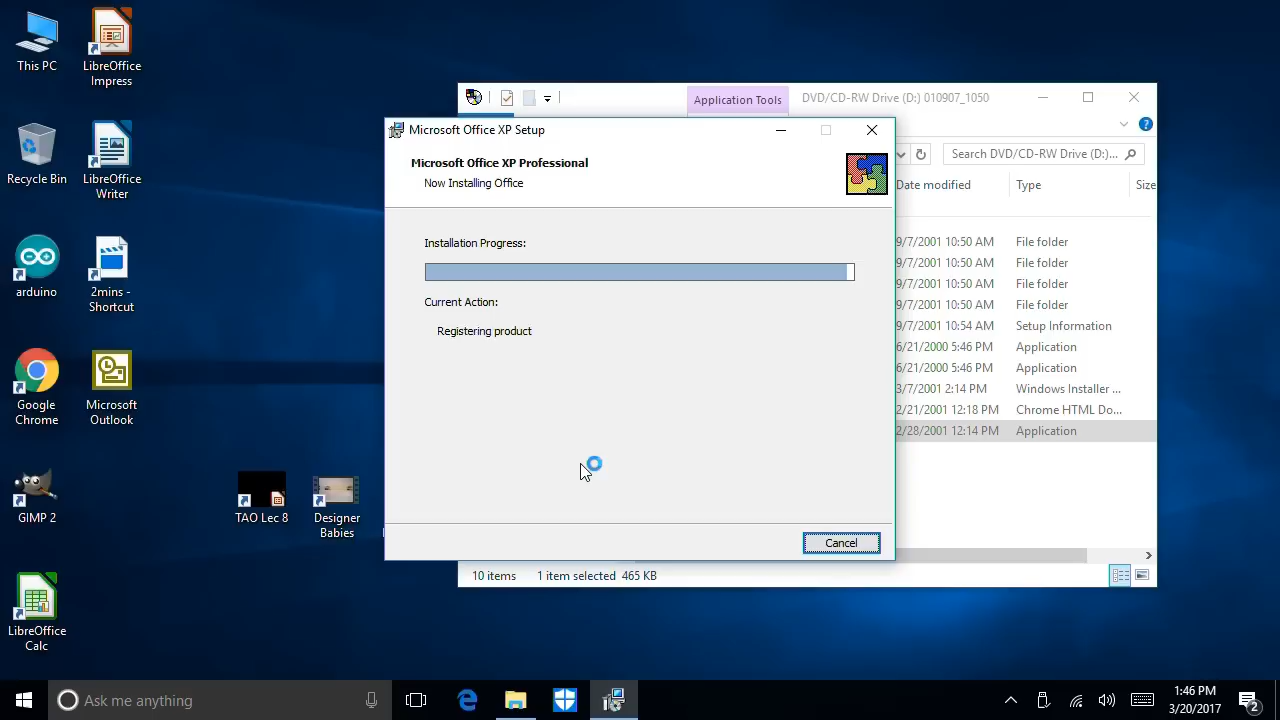 This PC
LibreOffice
Impress
Recycle Bin
LibreOffice
Writer
arduino
2mins -
Shortcut
Google
Chrome
Microsoft
Outlook
GIMP 2
TAO Lec 8
Designer
Babies
LibreOffice
Calc
Application Tools
DVD/CD-RW Drive (D:) 010907_1050
Search DVD/CD-RW Drive (D:)...
Date modified Type Size
9/7/2001 10:50 AM File folder
9/7/2001 10:50 AM File folder
9/7/2001 10:50 AM File folder
9/7/2001 10:50 AM File folder
9/7/2001 10:54 AM Setup Information
6/21/2000 5:46 PM Application
6/21/2000 5:46 PM Application
3/7/2001 2:14 PM Windows Installer ...
2/21/2001 12:18 PM Chrome HTML Do...
2/28/2001 12:14 PM Application
10 items 1 item selected 465 KB
Microsoft Office XP Setup
Microsoft Office XP Professional
Now Installing Office
Installation Progress:
Current Action:
Registering product
Cancel
Ask me anything
1:46 PM
3/20/2017
2